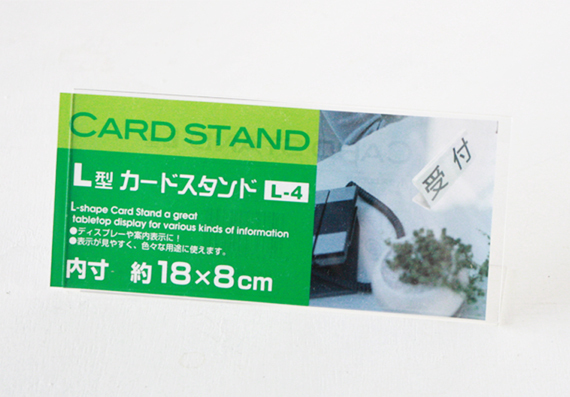 CARD STAND
L型 カードスタンド L-4
L-shape Card Stand a great
tabletop display for various kinds of information
●ディスプレーや案内表示に！
●表示が見やすく、色々な用途に使えます。
内寸 約18×8cm
受付